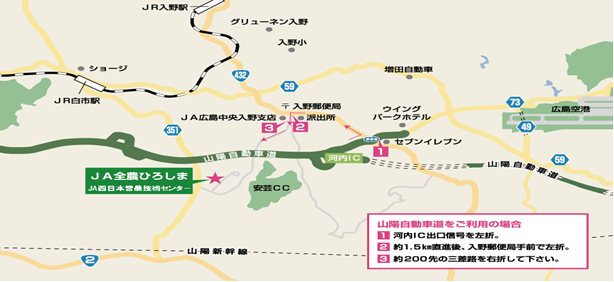 JR入野駅
グリューネン入野
入野小
432
59
増田自動車
ショージ
JR白市駅
〒入野郵便局
ウイング
パークホテル
73
広島空港
JA広島中央入野支店
派出所
3
2
351
49
セブンイレブン
1
山陽自動車道
河内IC
59
山陽自動車道
JA全農ひろしま
JA西日本営農技術センター
安芸CC
山陽自動車道をご利用の場合
1 河内IC出口信号を左折。
2 約1.5km直進後、入野郵便局手前で左折。
3 約200先の三差路を右折して下さい。
山陽新幹線
2